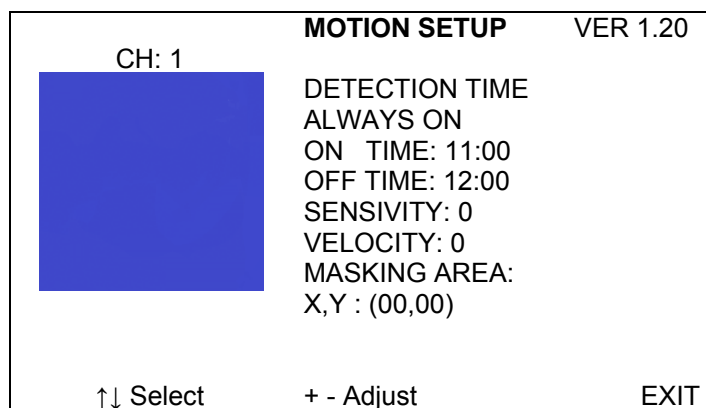 MOTION SETUP VER 1.20
CH: 1
DETECTION TIME
ALWAYS ON
ON TIME: 11:00
OFF TIME: 12:00
SENSIVITY: 0
VELOCITY: 0
MASKING AREA:
X,Y : (00,00)
↑↓ Select + - Adjust EXIT